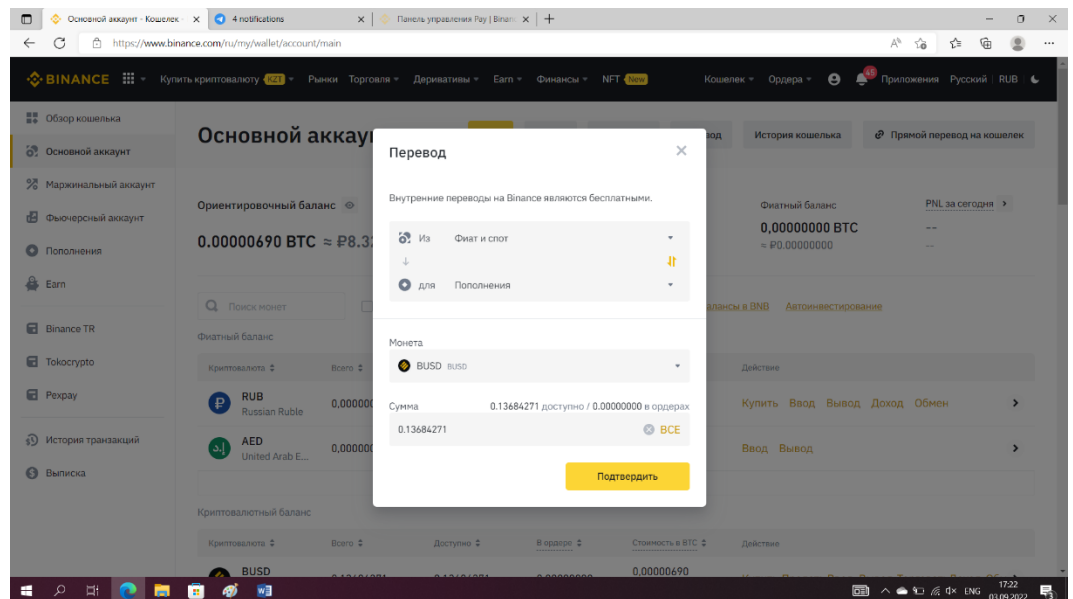 Основной аккаунт - Кошелек -
4 notifications
Панель управления Pay | Binanc
https://www.binance.com/ru/my/wallet/account/main
BINANCE Купить криптовалюту KZT Рынки Торговля Деривативы Earn Финансы NFT New Кошелек Ордера 45 Приложения Русский | RUB
Обзор кошелька
Основной аккаунт
Маржинальный аккаунт
Фьючерсный аккаунт
Пополнения
Earn
Binance TR
Tokocrypto
Pexpay
История транзакций
Выписка
Основной аккаун
История кошелька
Прямой перевод на кошелек
Ориентировочный баланс
0.00000690 BTC ≈ ₽8.3
Фиатный баланс
0,00000000 BTC
≈ ₽0.00000000
PNL за сегодня
--
--
Поиск монет
Автоинвестирование
Фиатный баланс
Криптовалюта Всего Действие
RUB
Russian Ruble
0,00000
Купить Ввод Вывод Доход Обмен
AED
United Arab E...
0,00000
Ввод Вывод
Криптовалютный баланс
Криптовалюта Всего Доступно В ордере Стоимость в BTC Действие
BUSD
0,00000690
Перевод
Внутренние переводы на Binance являются бесплатными.
Из Фиат и спот
для Пополнения
Монета
BUSD BUSD
Сумма 0.13684271 доступно / 0.00000000 в ордерах
0.13684271 ВСЕ
Подтвердить
ENG
17:22
03.09.2022